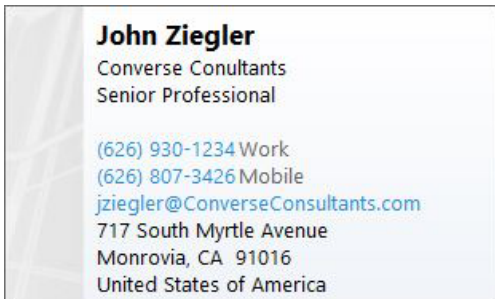 John Ziegler
Converse Conultants
Senior Professional
(626) 930-1234 Work
(626) 807-3426 Mobile
jziegler@ConverseConsultants.com
717 South Myrtle Avenue
Monrovia, CA  91016
United States of America